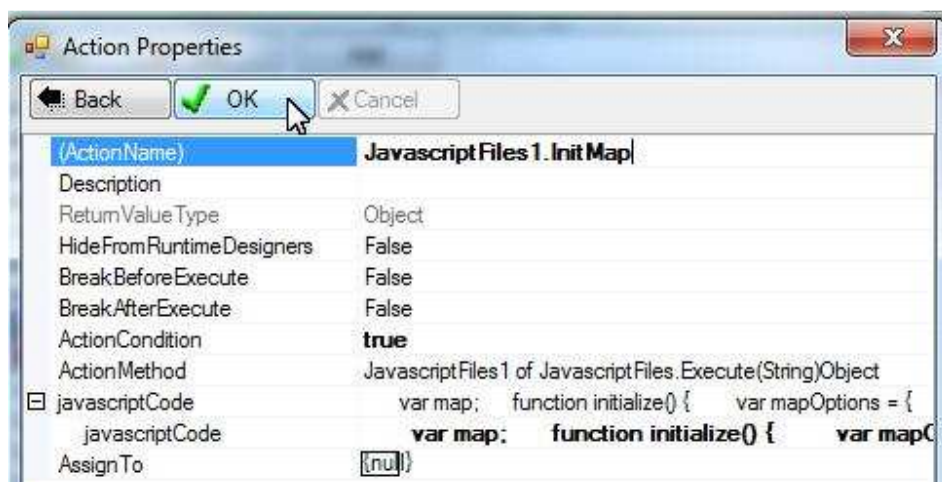 Action Properties
Back OK Cancel
(ActionName) JavascriptFiles1.InitMap
Description
ReturnValueType Object
HideFromRuntimeDesigners False
BreakBeforeExecute False
BreakAfterExecute False
ActionCondition true
ActionMethod JavascriptFiles1 of JavascriptFiles.Execute(String)Object
javascriptCode var map; function initialize() { var mapOptions = {
javascriptCode var map; function initialize() {
AssignTo {null}